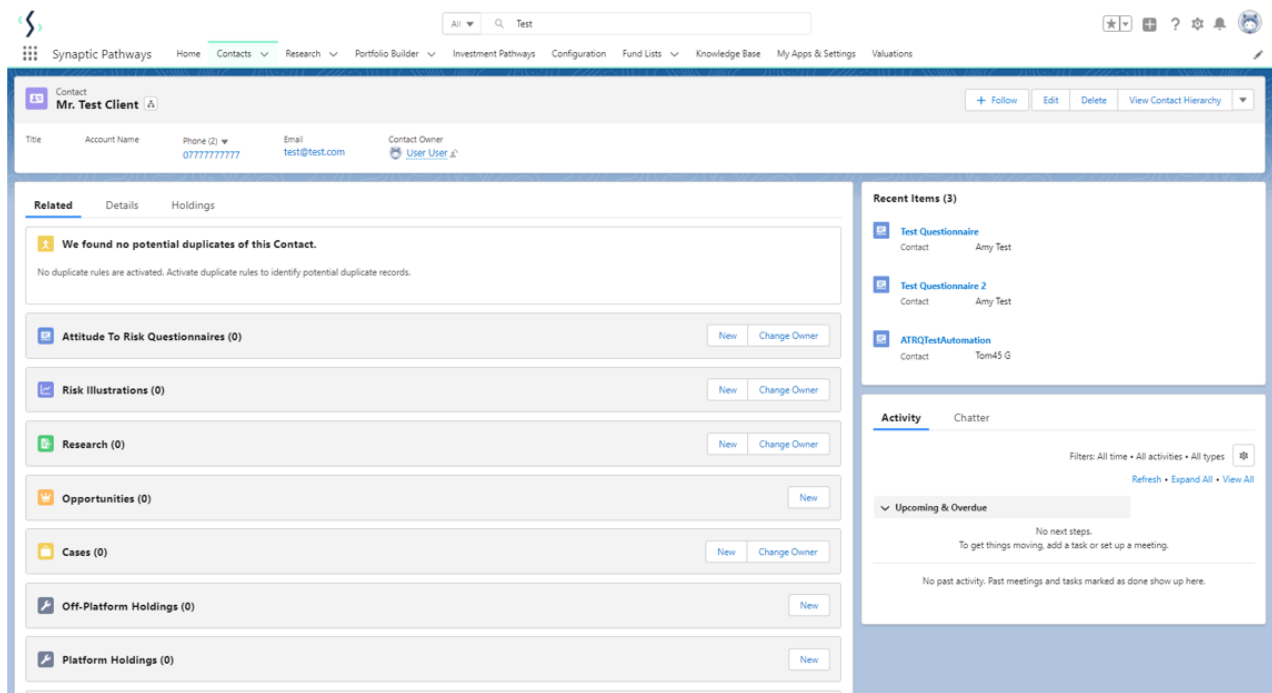 All
Test
Synaptic Pathways
Home
Contacts
Research
Portfolio Builder
Investment Pathways
Configuration
Fund Lists
Knowledge Base
My Apps & Settings
Valuations
Contact
Mr. Test Client
+ Follow
Edit
Delete
View Contact Hierarchy
Title
Account Name
Phone (2)
07777777777
Email
test@test.com
Contact Owner
User User
Related
Details
Holdings
We found no potential duplicates of this Contact.
No duplicate rules are activated. Activate duplicate rules to identify potential duplicate records.
Attitude To Risk Questionnaires (0)
New
Change Owner
Risk Illustrations (0)
New
Change Owner
Research (0)
New
Change Owner
Opportunities (0)
New
Cases (0)
New
Change Owner
Off-Platform Holdings (0)
New
Platform Holdings (0)
New
Recent Items (3)
Test Questionnaire
Contact Amy Test
Test Questionnaire 2
Contact Amy Test
ATRQTestAutomation
Contact Tom45 G
Activity
Chatter
Filters: All time • All activities • All types
Refresh • Expand All • View All
Upcoming & Overdue
No next steps.
To get things moving, add a task or set up a meeting.
No past activity. Past meetings and tasks marked as done show up here.